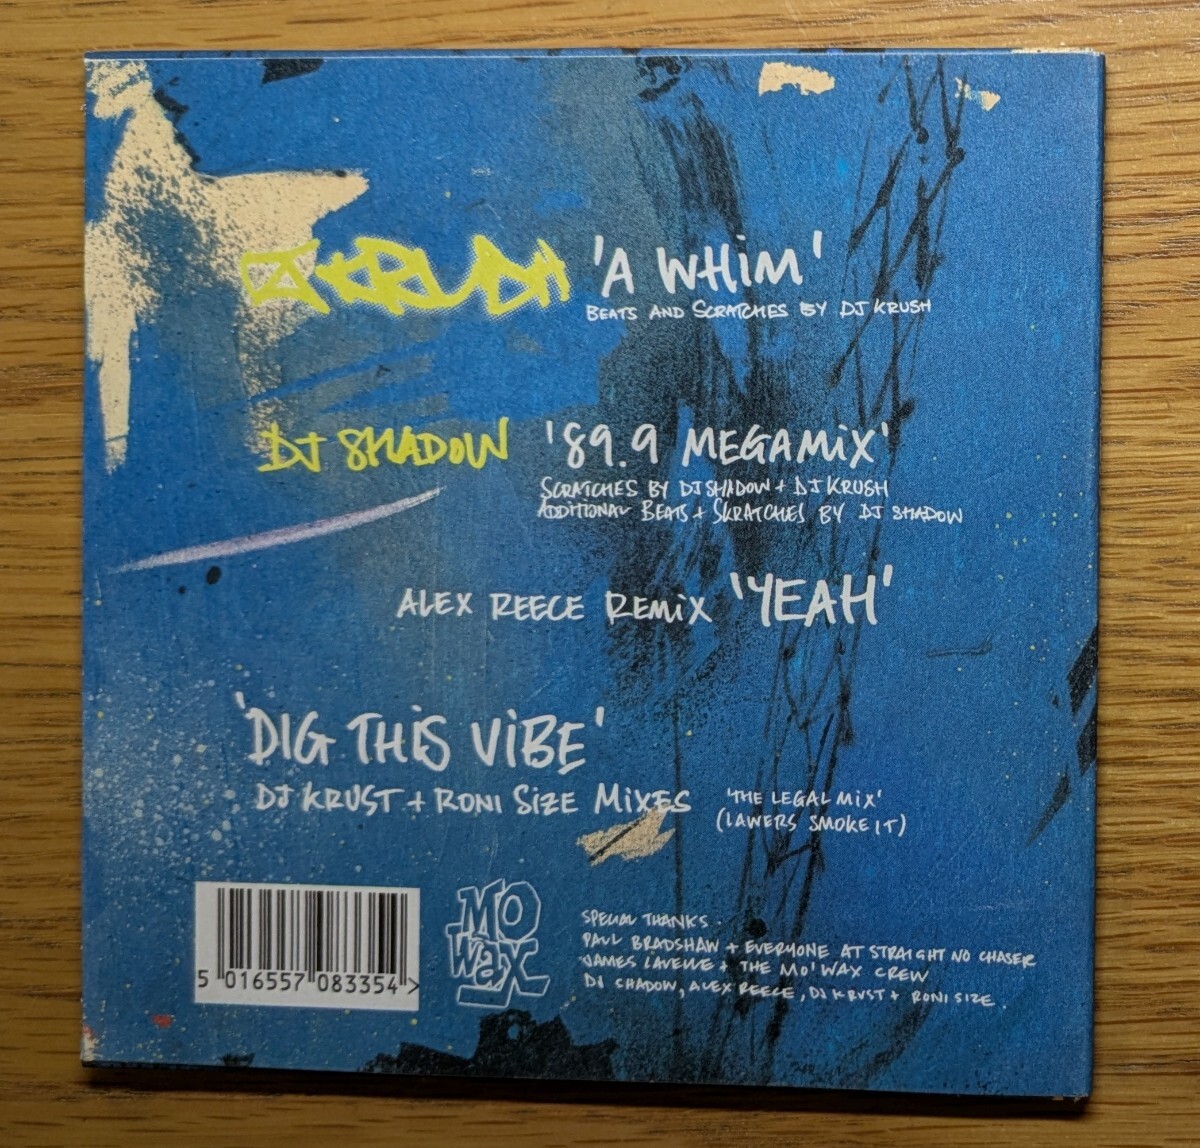 DJ KRUSH 'A WHiM'
BEATS AND SCRATCHES BY DJ KRUSH
DJ SHADOW '89.9 MEGAMiX'
SCRATCHES BY DJ SHADOW + DJ KRUSH
ADDITIONAL BEATS + SKRATCHES BY DJ SHADOW
ALEX REECE REMiX 'YEAH'
'DIG THiS ViBE'
DJ KRUST + RONI SiZE MiXES 'THE LEGAL MiX'
(LAWERS SMOKE IT)
5 016557 083354 >
MO WaX
SPECIAL THANKS.
PAUL BRADSHAW + EVERYONE AT STRAIGHT NO CHASER
JAMES LAVELLE + THE MO' WAX CREW
DJ SHADOW, ALEX REECE, DJ KRUST + RONI SIZE.